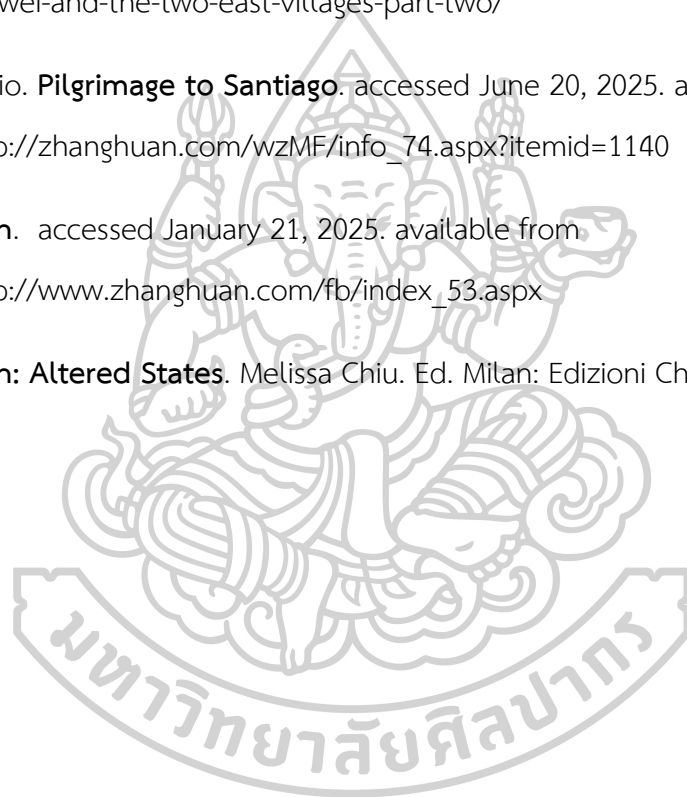 wei-and-the-two-east-villages-part-two/
io. Pilgrimage to Santiago. accessed June 20, 2025. a
p://zhanghuan.com/wzMF/info_74.aspx?itemid=1140
n. accessed January 21, 2025. available from
p://www.zhanghuan.com/fb/index_53.aspx
n: Altered States. Melissa Chiu. Ed. Milan: Edizioni Ch
มหาวิทยาลัยศิลปากร